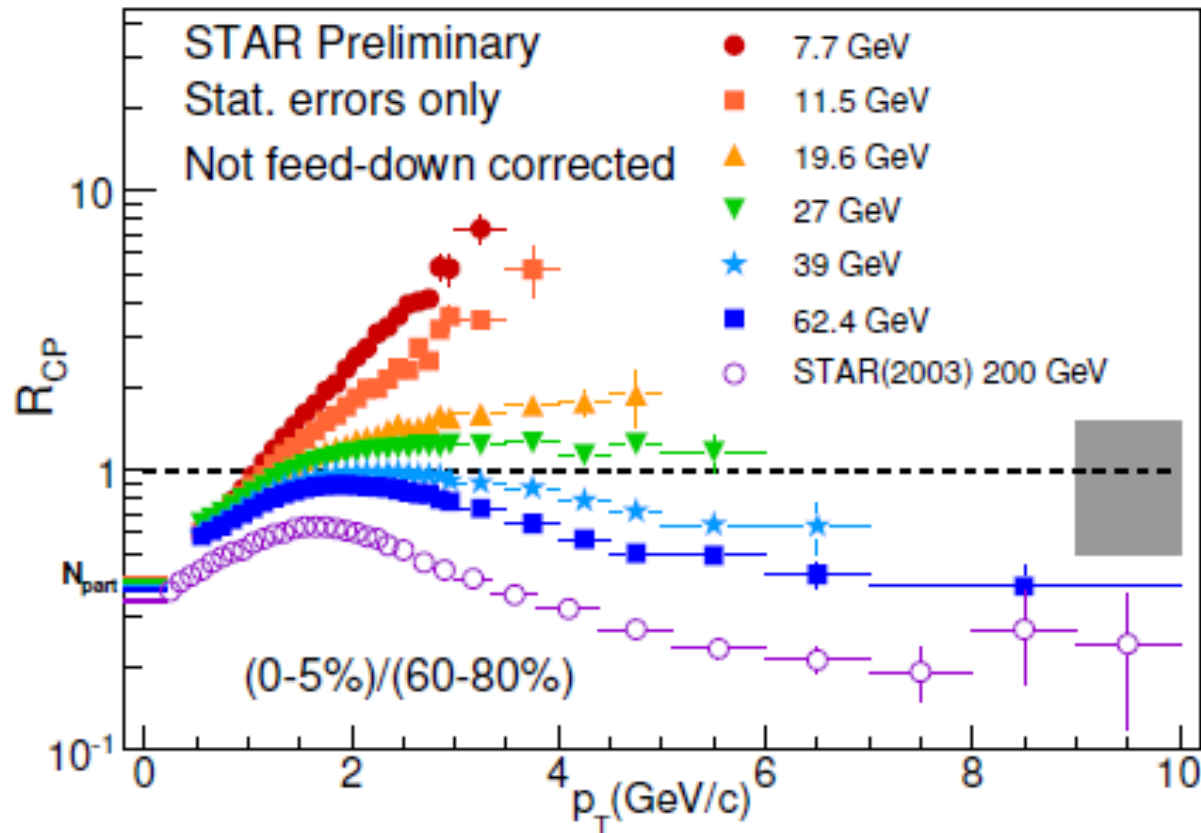 STAR Preliminary
Stat. errors only
Not feed-down corrected
7.7 GeV
11.5 GeV
19.6 GeV
27 GeV
39 GeV
62.4 GeV
STAR(2003) 200 GeV
R_CP
10
1
N_part
10^-1
(0-5%)/(60-80%)
0 2 4 6 8 10
p_T(GeV/c)